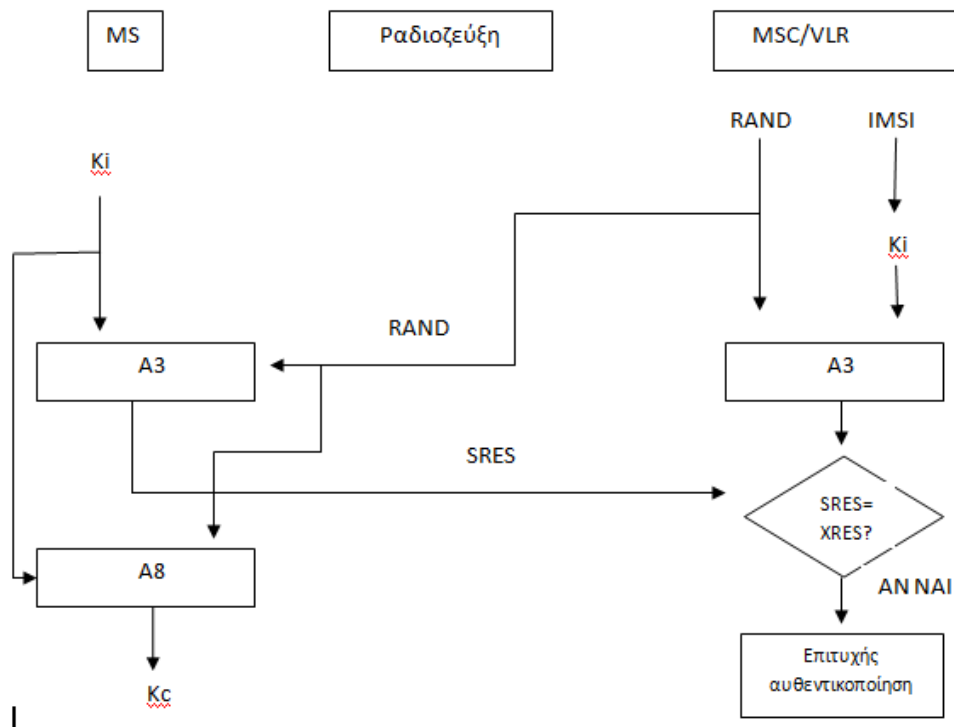 MS
Ραδιοζεύξη
MSC/VLR
RAND
IMSI
Ki
Ki
RAND
A3
A3
SRES
SRES=
XRES?
A8
ΑΝ ΝΑΙ
Kc
Επιτυχής
αυθεντικοποίηση